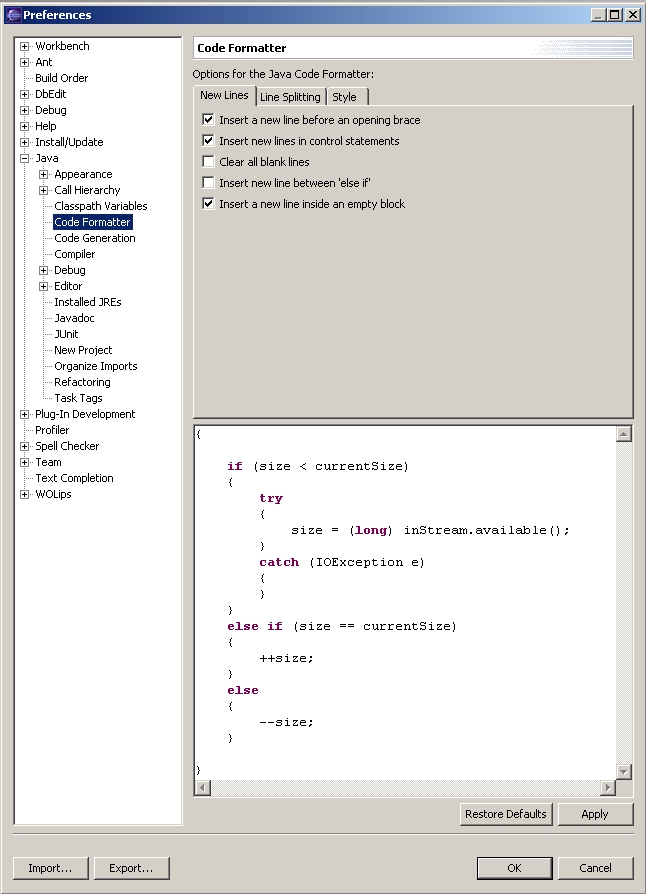 Preferences
Workbench
Ant
Build Order
DbEdit
Debug
Help
Install/Update
Java
Appearance
Call Hierarchy
Classpath Variables
Code Formatter
Code Generation
Compiler
Debug
Editor
Installed JREs
Javadoc
JUnit
New Project
Organize Imports
Refactoring
Task Tags
Plug-In Development
Profiler
Spell Checker
Team
Text Completion
WOLips
Code Formatter
Options for the Java Code Formatter:
New Lines Line Splitting Style
Insert a new line before an opening brace
Insert new lines in control statements
Clear all blank lines
Insert new line between 'else if'
Insert a new line inside an empty block
{
if (size < currentSize)
{
try
{
size = (long) inStream.available();
}
catch (IOException e)
{
}
}
else if (size == currentSize)
{
++size;
}
else
{
--size;
}
}
Restore Defaults Apply
Import... Export... OK Cancel